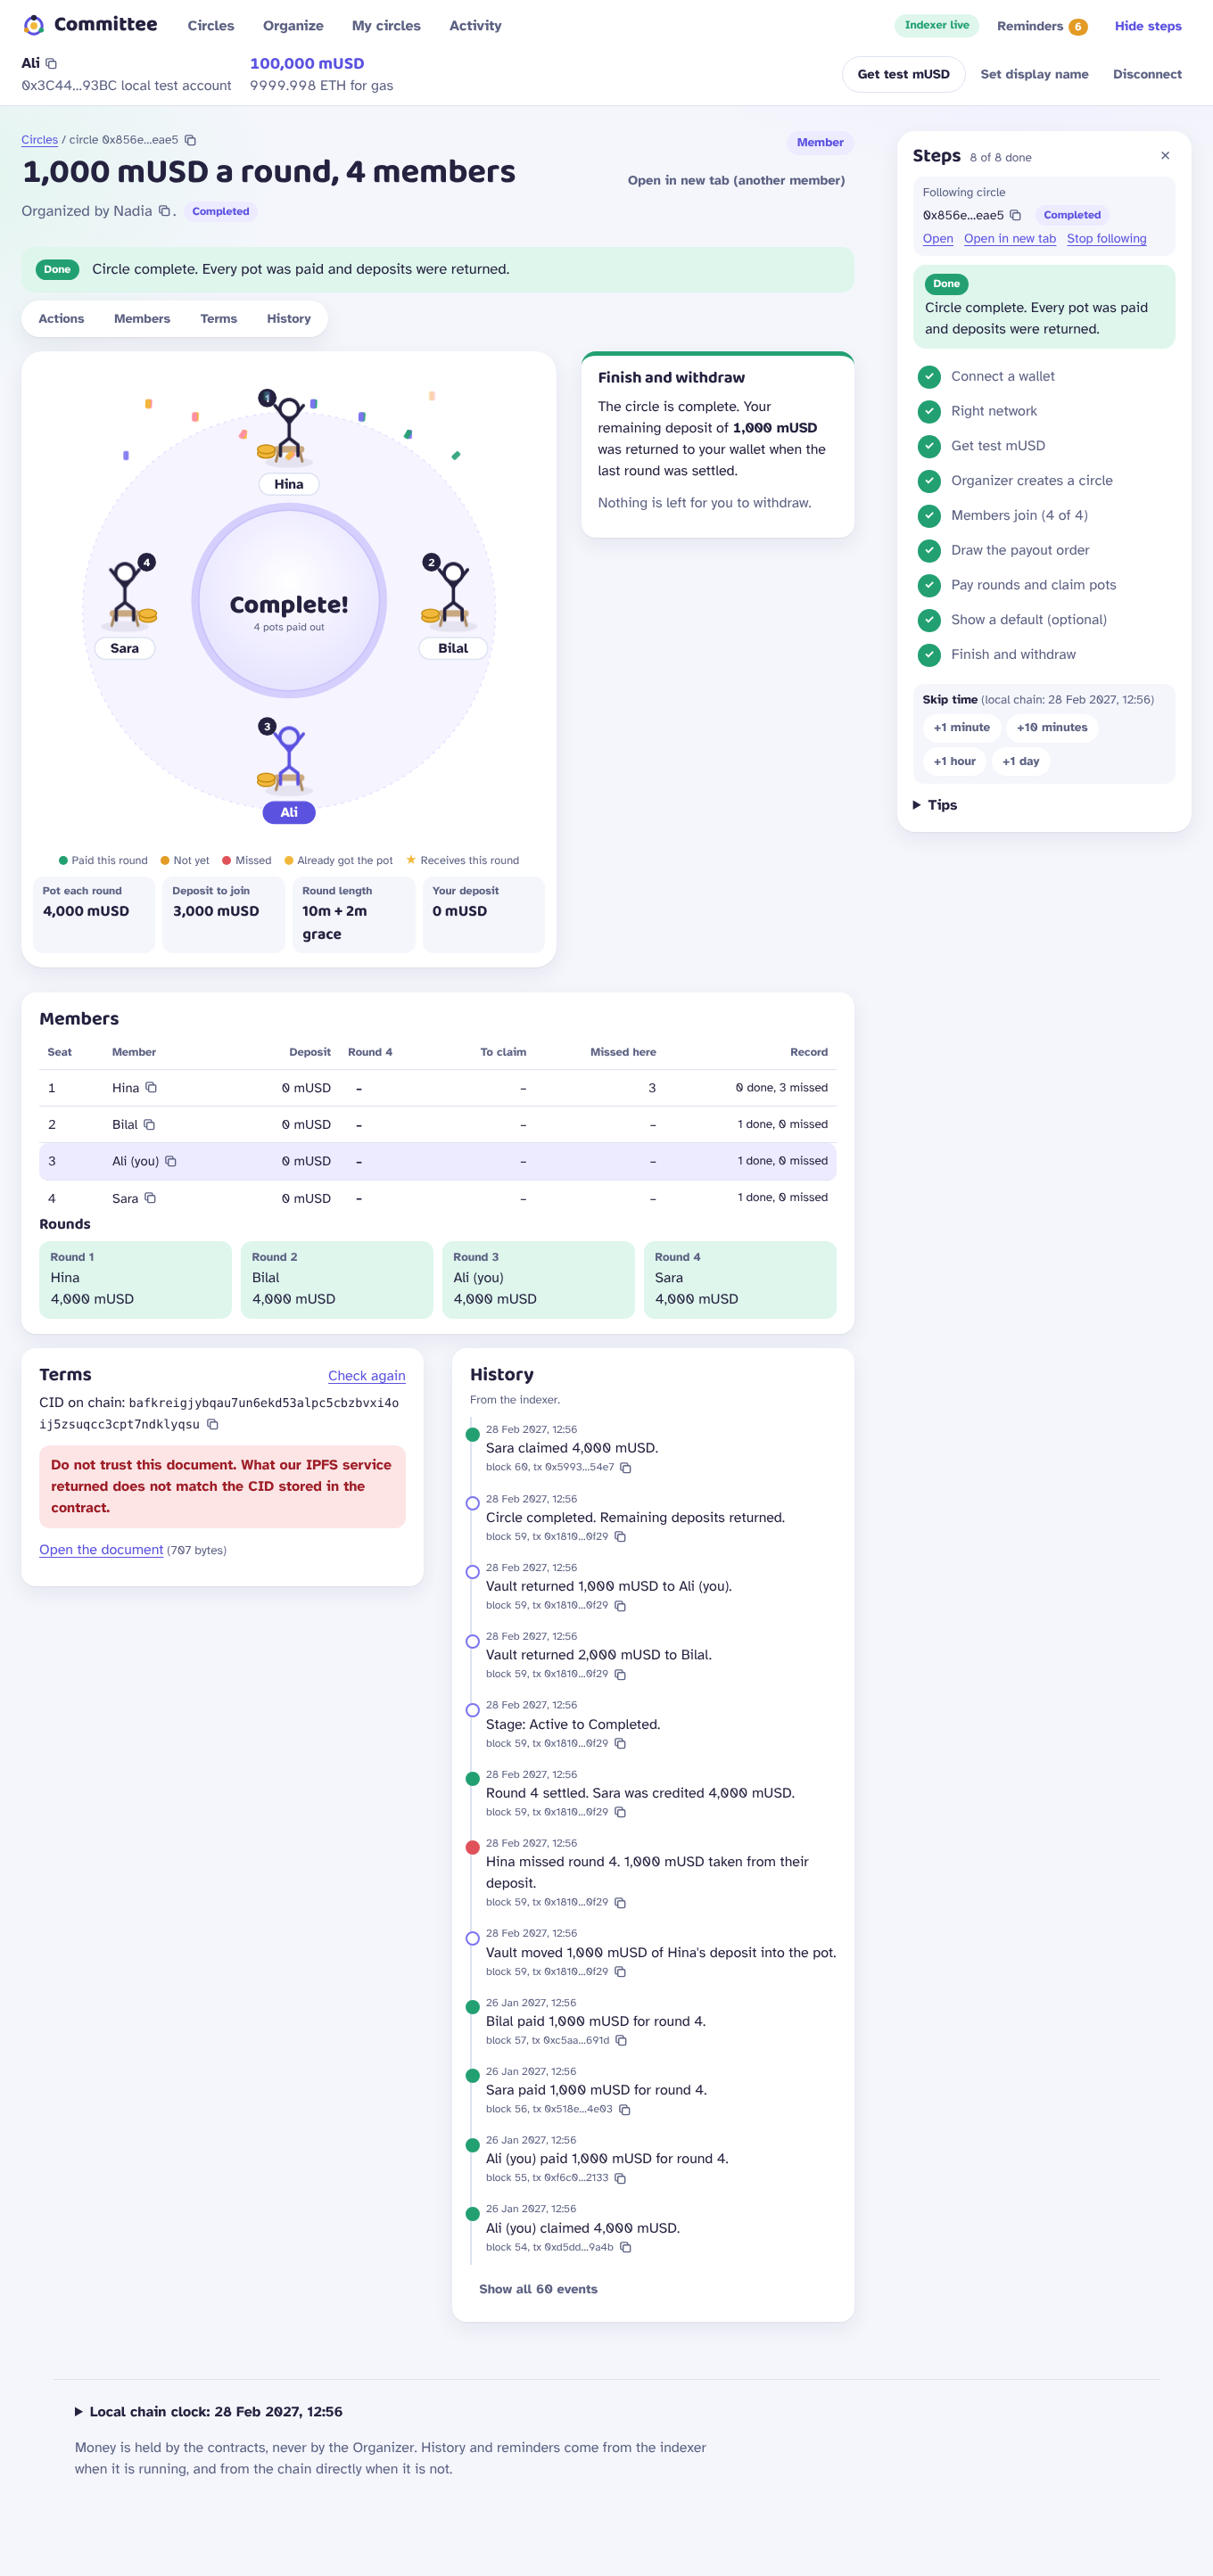 Committee
Circles
Organize
My circles
Activity
Indexer live
Reminders 6
Hide steps
Ali
0x3C44...93BC local test account
100,000 mUSD
9999.998 ETH for gas
Get test mUSD
Set display name
Disconnect
Circles / circle 0x856e...eae5
Member
1,000 mUSD a round, 4 members
Open in new tab (another member)
Organized by Nadia . Completed
Done Circle complete. Every pot was paid and deposits were returned.
Actions
Members
Terms
History
1
Hina
4
Sara
2
Bilal
Complete!
4 pots paid out
3
Ali
Paid this round
Not yet
Missed
Already got the pot
Receives this round
Pot each round
4,000 mUSD
Deposit to join
3,000 mUSD
Round length
10m + 2m
grace
Your deposit
0 mUSD
Finish and withdraw
The circle is complete. Your
remaining deposit of 1,000 mUSD
was returned to your wallet when the
last round was settled.
Nothing is left for you to withdraw.
Steps 8 of 8 done
Following circle
0x856e...eae5 Completed
Open Open in new tab Stop following
Done
Circle complete. Every pot was paid
and deposits were returned.
Connect a wallet
Right network
Get test mUSD
Organizer creates a circle
Members join (4 of 4)
Draw the payout order
Pay rounds and claim pots
Show a default (optional)
Finish and withdraw
Skip time (local chain: 28 Feb 2027, 12:56)
+1 minute
+10 minutes
+1 hour
+1 day
Tips
Members
Seat Member Deposit Round 4 To claim Missed here Record
1 Hina 0 mUSD – – 3 0 done, 3 missed
2 Bilal 0 mUSD – – – 1 done, 0 missed
3 Ali (you) 0 mUSD – – – 1 done, 0 missed
4 Sara 0 mUSD – – – 1 done, 0 missed
Rounds
Round 1
Hina
4,000 mUSD
Round 2
Bilal
4,000 mUSD
Round 3
Ali (you)
4,000 mUSD
Round 4
Sara
4,000 mUSD
Terms
Check again
CID on chain: bafkreigjybqau7un6ekd53alpc5cbzbvxi4o
ij5zsuqcc3cpt7ndklyqsu
Do not trust this document. What our IPFS service
returned does not match the CID stored in the
contract.
Open the document (707 bytes)
History
From the indexer.
28 Feb 2027, 12:56
Sara claimed 4,000 mUSD.
block 60, tx 0x5993...54e7
28 Feb 2027, 12:56
Circle completed. Remaining deposits returned.
block 59, tx 0x1810...0f29
28 Feb 2027, 12:56
Vault returned 1,000 mUSD to Ali (you).
block 59, tx 0x1810...0f29
28 Feb 2027, 12:56
Vault returned 2,000 mUSD to Bilal.
block 59, tx 0x1810...0f29
28 Feb 2027, 12:56
Stage: Active to Completed.
block 59, tx 0x1810...0f29
28 Feb 2027, 12:56
Round 4 settled. Sara was credited 4,000 mUSD.
block 59, tx 0x1810...0f29
28 Feb 2027, 12:56
Hina missed round 4. 1,000 mUSD taken from their
deposit.
block 59, tx 0x1810...0f29
28 Feb 2027, 12:56
Vault moved 1,000 mUSD of Hina's deposit into the pot.
block 59, tx 0x1810...0f29
26 Jan 2027, 12:56
Bilal paid 1,000 mUSD for round 4.
block 57, tx 0xc5aa...691d
26 Jan 2027, 12:56
Sara paid 1,000 mUSD for round 4.
block 56, tx 0x518e...4e03
26 Jan 2027, 12:56
Ali (you) paid 1,000 mUSD for round 4.
block 55, tx 0xf6c0...2133
26 Jan 2027, 12:56
Ali (you) claimed 4,000 mUSD.
block 54, tx 0xd5dd...9a4b
Show all 60 events
Local chain clock: 28 Feb 2027, 12:56
Money is held by the contracts, never by the Organizer. History and reminders come from the indexer
when it is running, and from the chain directly when it is not.